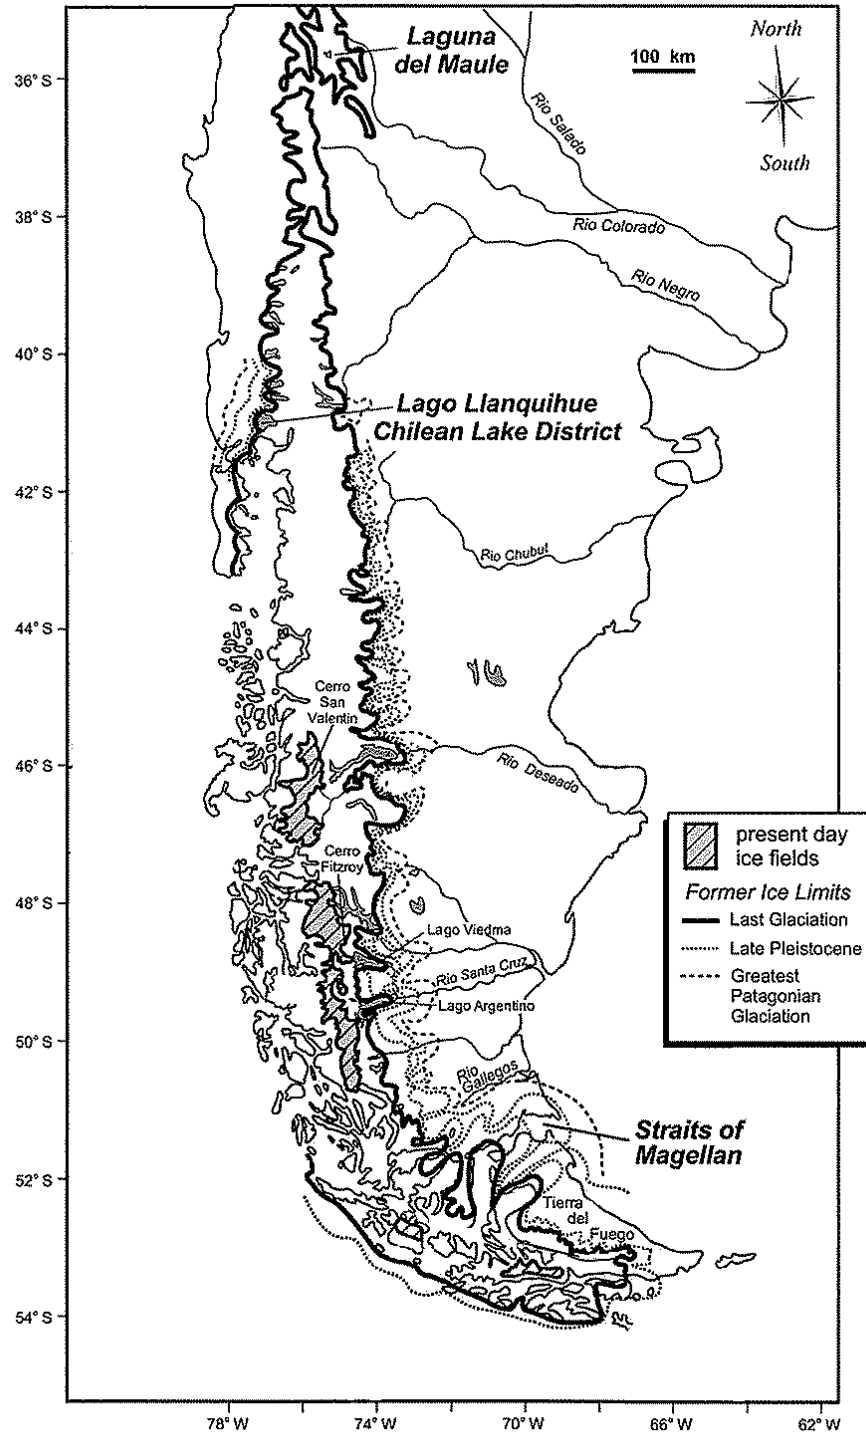 Laguna
del Maule
100 km
North
South
36° S
38° S
40° S
42° S
44° S
46° S
48° S
50° S
52° S
54° S
Rio Salado
Rio Colorado
Rio Negro
Lago Llanquihue
Chilean Lake District
Rio Chubut
Cerro
San
Valentin
Rio Deseado
Cerro
Fitzroy
Lago Viedma
Rio Santa Cruz
Lago Argentino
Rio
Gallegos
Straits of
Magellan
Tierra
del
Fuego
present day
ice fields
Former Ice Limits
Last Glaciation
Late Pleistocene
Greatest
Patagonian
Glaciation
78° W
74° W
70° W
66° W
62° W